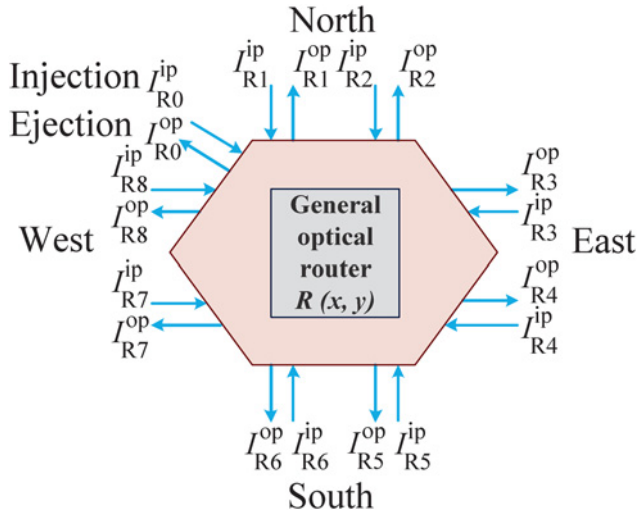 North
I^ip_R1 I^op_R1 I^ip_R2 I^op_R2
Injection I^ip_R0
Ejection I^op_R0
I^ip_R8
I^op_R8
West
I^ip_R7
I^op_R7
General
optical
router
R (x, y)
I^op_R3
I^ip_R3
East
I^op_R4
I^ip_R4
I^op_R6 I^ip_R6 I^op_R5 I^ip_R5
South